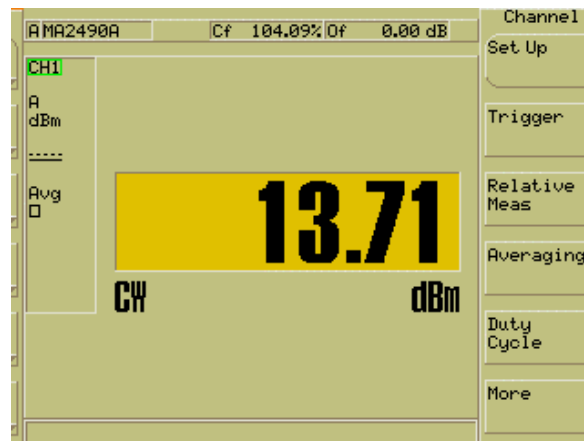 A MA2490A Cf 104.09% Of 0.00 dB
Channel
Set Up
CH1
A
dBm
-----
Avg
Trigger
Relative
Meas
13.71
CW dBm
Averaging
Duty
Cycle
More